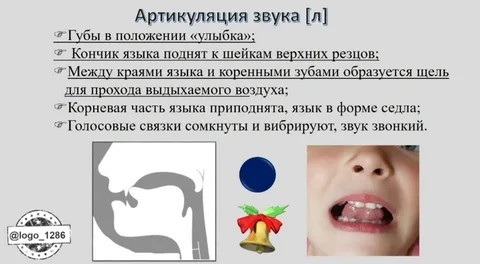 Артикуляция звука [л]
☞Губы в положении «улыбка»;
☞ Кончик языка поднят к шейкам верхних резцов;
☞Между краями языка и коренными зубами образуется щель
для прохода выдыхаемого воздуха;
☞Корневая часть языка приподнята, язык в форме седла;
☞Голосовые связки сомкнуты и вибрируют, звук звонкий.
@logo_1286